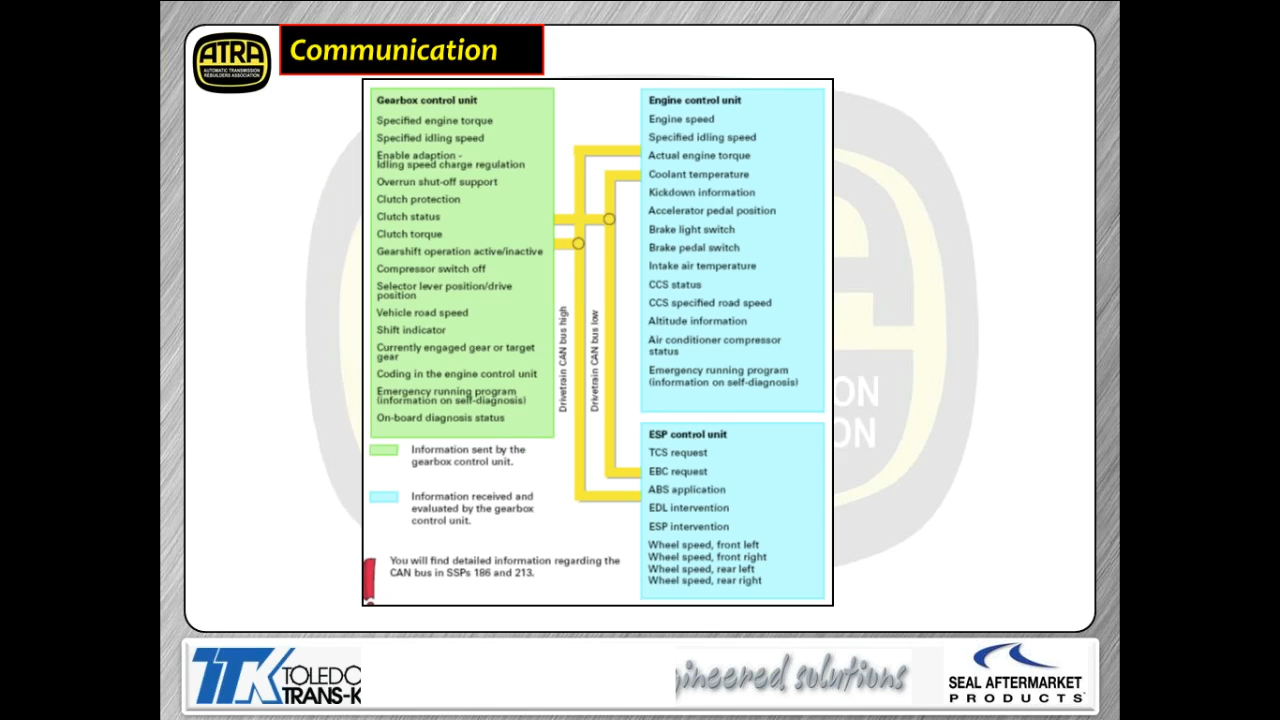 ATRA
AUTOMATIC TRANSMISSION
REBUILDERS ASSOCIATION
Communication
Gearbox control unit
Specified engine torque
Specified idling speed
Enable adaption -
Idling speed charge regulation
Overrun shut-off support
Clutch protection
Clutch status
Clutch torque
Gearshift operation active/inactive
Compressor switch off
Selector lever position/drive
position
Vehicle road speed
Shift indicator
Currently engaged gear or target
gear
Coding in the engine control unit
Emergency running program
(information on self-diagnosis)
On-board diagnosis status
Drivetrain CAN bus high
Drivetrain CAN bus low
Engine control unit
Engine speed
Specified idling speed
Actual engine torque
Coolant temperature
Kickdown information
Accelerator pedal position
Brake light switch
Brake pedal switch
Intake air temperature
CCS status
CCS specified road speed
Altitude information
Air conditioner compressor
status
Emergency running program
(information on self-diagnosis)
ESP control unit
TCS request
EBC request
ABS application
EDL intervention
ESP intervention
Wheel speed, front left
Wheel speed, front right
Wheel speed, rear left
Wheel speed, rear right
Information sent by the
gearbox control unit.
Information received and
evaluated by the gearbox
control unit.
You will find detailed information regarding the
CAN bus in SSPs 186 and 213.
ON
ON
TTK TOLEDO
TRANS-K
gineered solutions
SEAL AFTERMARKET
PRODUCTS